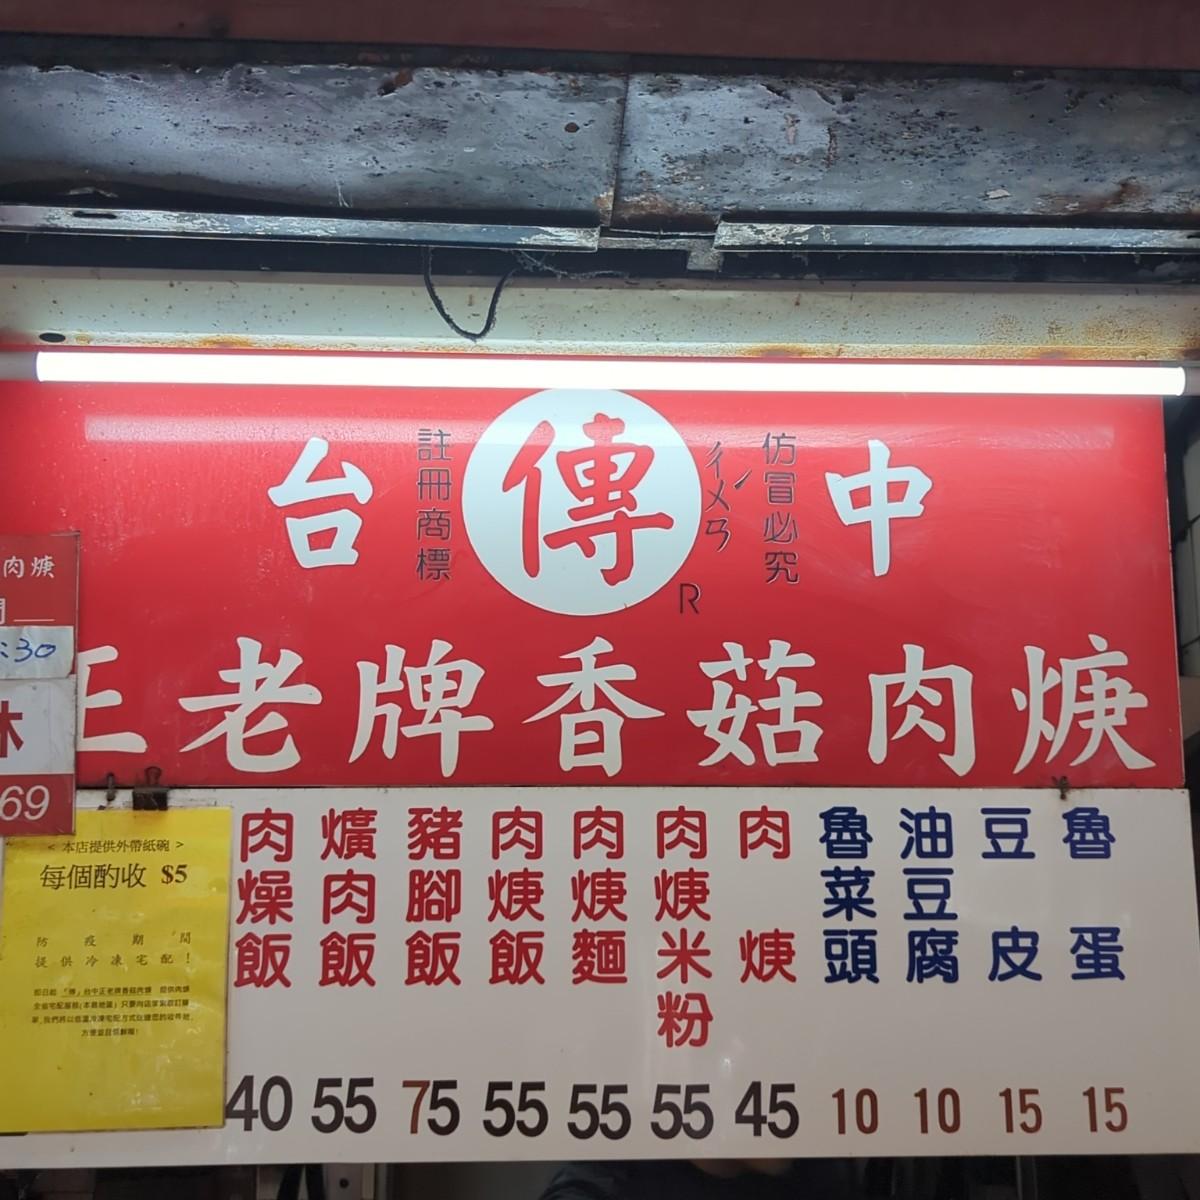 台 傳 中
註冊商標
ㄔㄨㄢˊ
仿冒必究
R
正老牌香菇肉焿
肉焿
:30
休
69
< 本店提供外帶紙碗 >
每個酌收 $5
防疫期間
提供冷凍宅配!
肉燥飯 40
爌肉飯 55
豬腳飯 75
肉焿飯 55
肉焿麵 55
肉焿米粉 55
肉焿 45
魯菜頭 10
油豆腐 10
豆皮 15
魯蛋 15